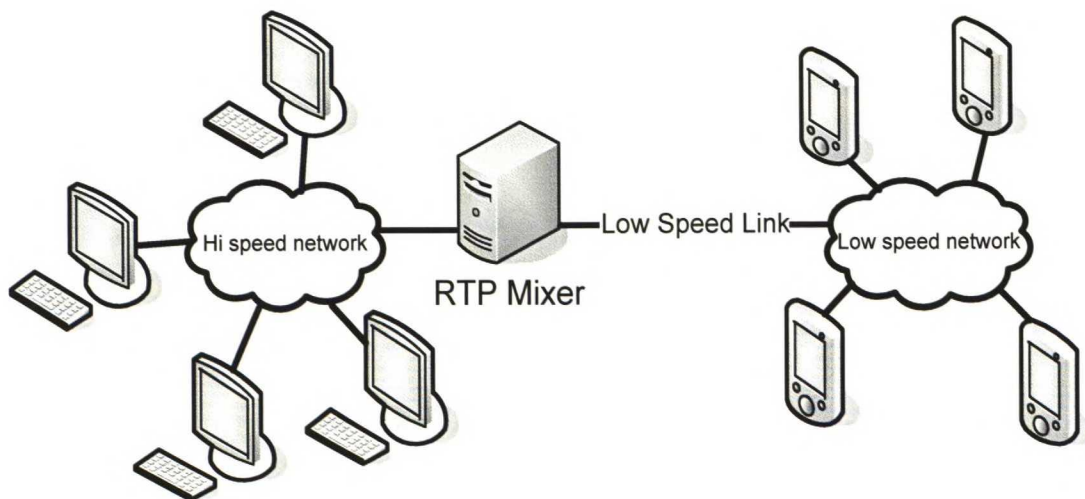 Hi speed network
RTP Mixer
Low Speed Link
Low speed network